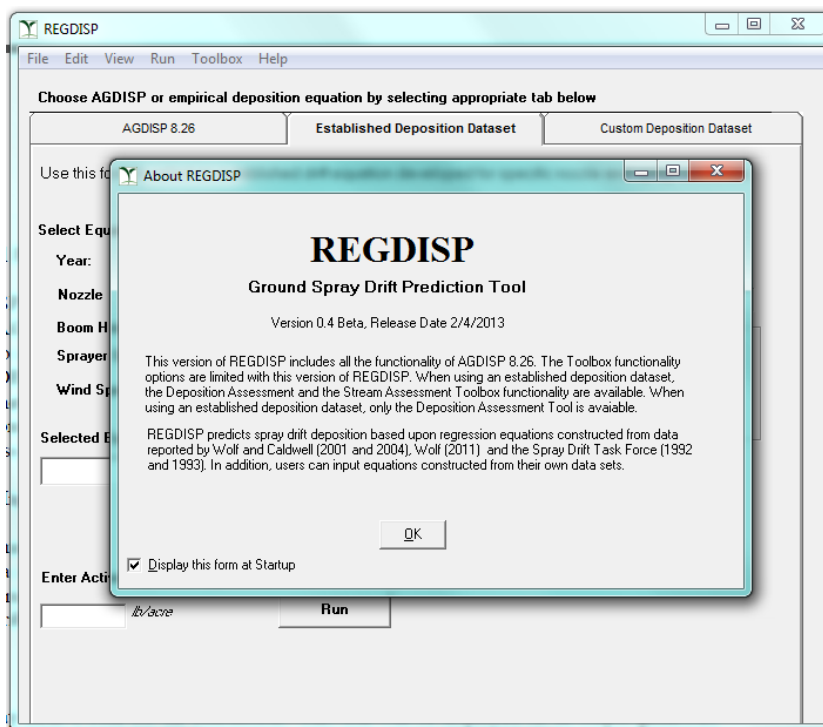 REGDISP
File Edit View Run Toolbox Help
Choose AGDISP or empirical deposition equation by selecting appropriate tab below
AGDISP 8.26 Established Deposition Dataset Custom Deposition Dataset
Use this
About REGDISP
REGDISP
Ground Spray Drift Prediction Tool
Version 0.4 Beta, Release Date 2/4/2013
This version of REGDISP includes all the functionality of AGDISP 8.26. The Toolbox functionality
options are limited with this version of REGDISP. When using an established deposition dataset,
the Deposition Assessment and the Stream Assessment Toolbox functionality are available. When
using an established deposition dataset, only the Deposition Assessment Tool is avaiable.
REGDISP predicts spray drift deposition based upon regression equations constructed from data
reported by Wolf and Caldwell (2001 and 2004), Wolf (2011) and the Spray Drift Task Force (1992
and 1993). In addition, users can input equations constructed from their own data sets.
OK
Display this form at Startup
Select Equ
Year:
Nozzle
Boom H
Sprayer
Wind Sp
Selected E
Enter Acti
lb/acre Run